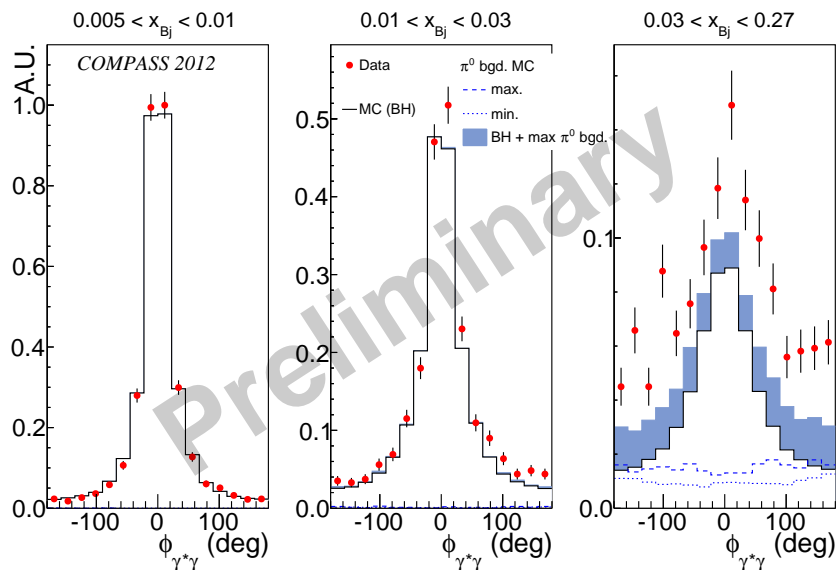 0.005 < x_Bj < 0.01
0.01 < x_Bj < 0.03
0.03 < x_Bj < 0.27
A.U.
COMPASS 2012
Data
MC (BH)
π⁰ bgd. MC
max.
min.
BH + max π⁰ bgd.
Preliminary
1.0
0.8
0.6
0.4
0.2
0.0
0.5
0.4
0.3
0.2
0.1
0.0
0.1
0.0
-100 0 100
-100 0 100
-100 0 100
ϕ_γ*γ (deg)
ϕ_γ*γ (deg)
ϕ_γ*γ (deg)